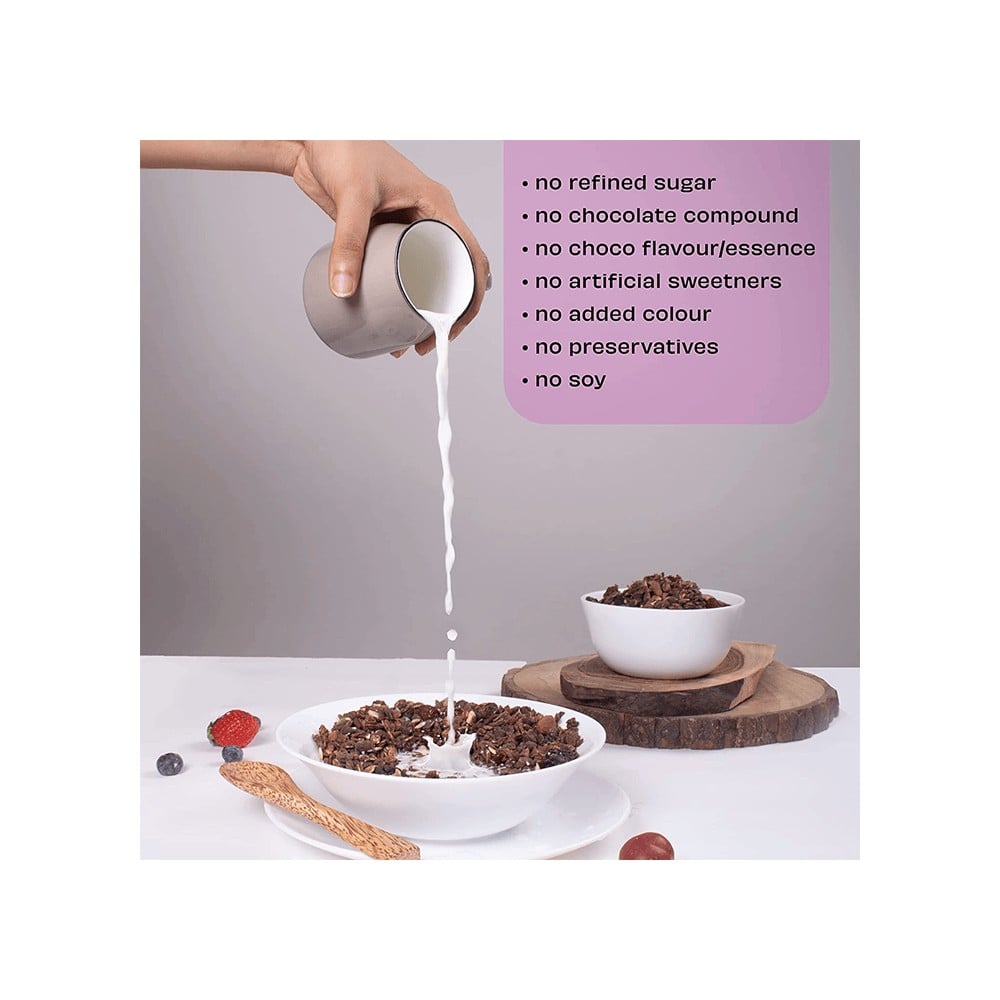 • no refined sugar
• no chocolate compound
• no choco flavour/essence
• no artificial sweetners
• no added colour
• no preservatives
• no soy